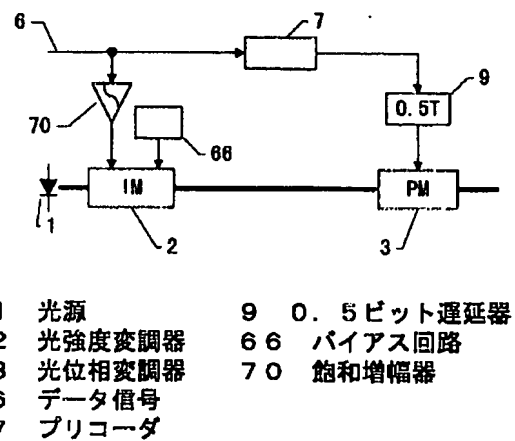 6
7
9
0.5T
70
66
IM
PM
1
2
3
1 光源
2 光強度変調器
3 光位相変調器
6 データ信号
7 プリコーダ
9 0.5ビット遅延器
66 バイアス回路
70 飽和増幅器